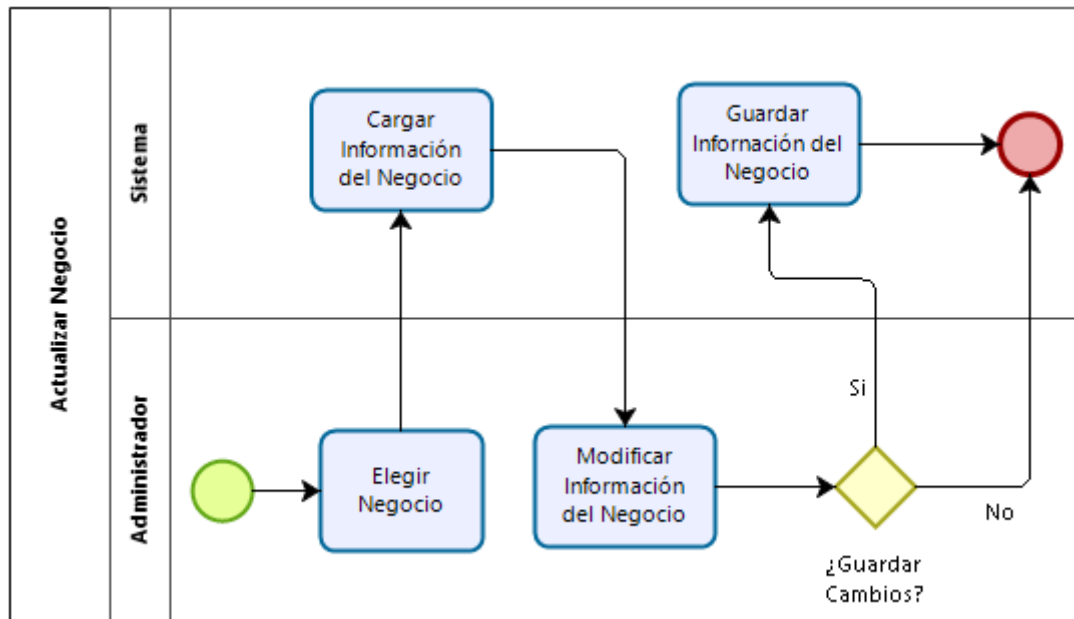 Actualizar Negocio
Sistema
Administrador
Cargar
Información
del Negocio
Guardar
Infornación del
Negocio
Elegir
Negocio
Modificar
Información
del Negocio
Si
No
¿Guardar
Cambios?